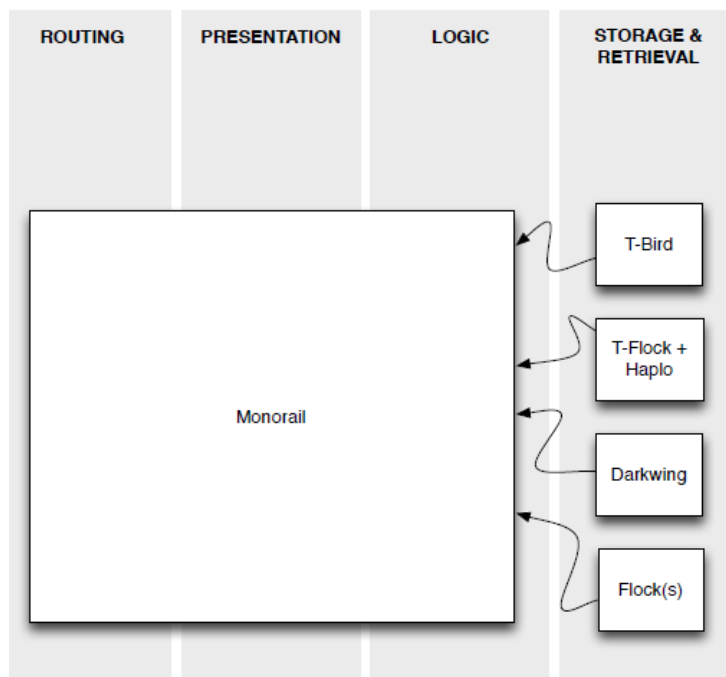 ROUTING
PRESENTATION
LOGIC
STORAGE &
RETRIEVAL
Monorail
T-Bird
T-Flock +
Haplo
Darkwing
Flock(s)